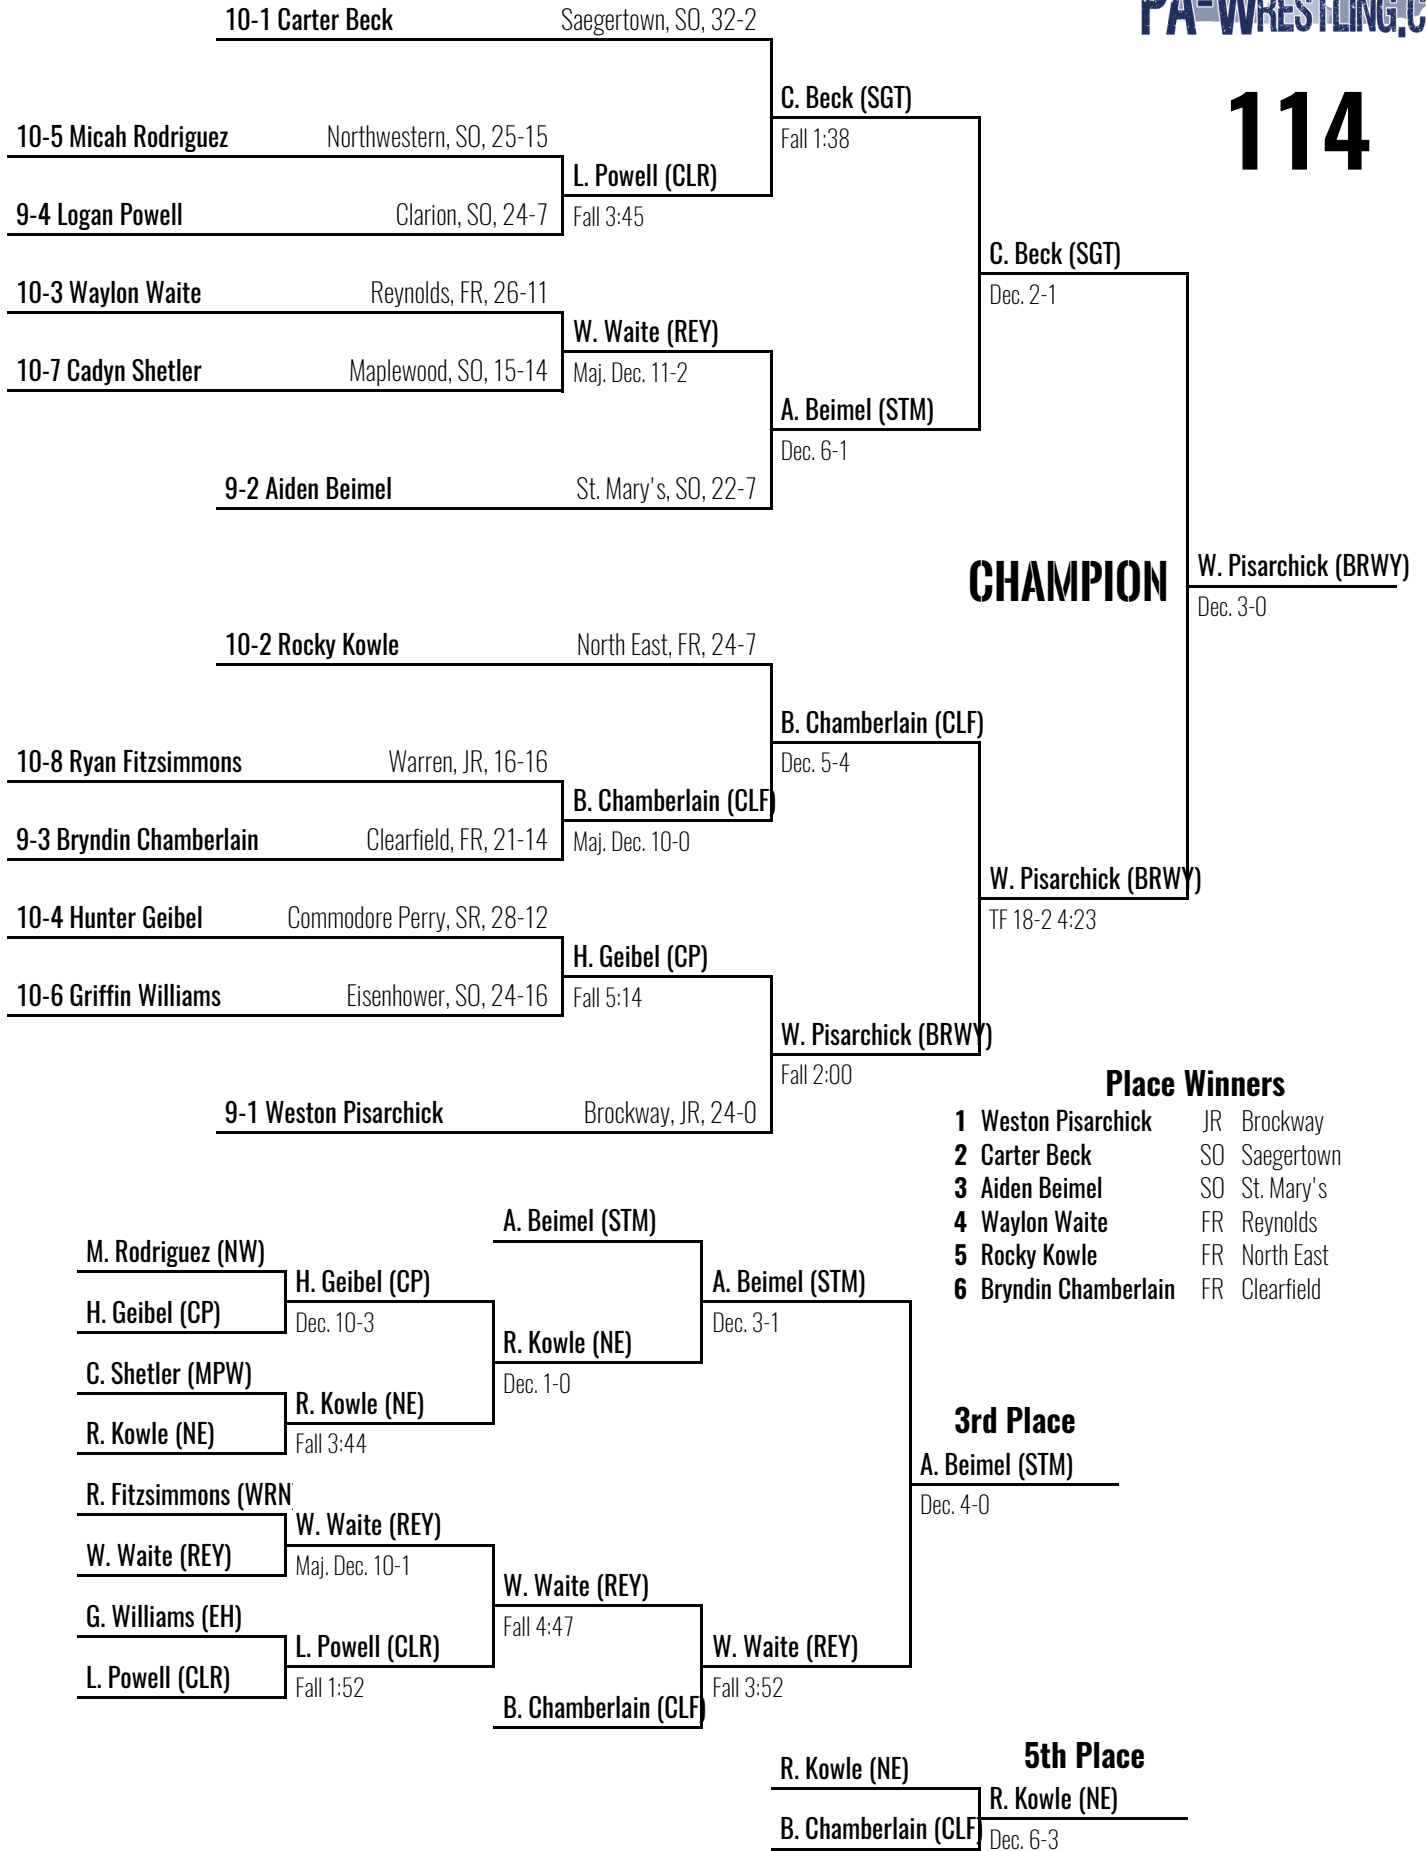 10-1 Carter Beck Saegertown, SO, 32-2
114
C. Beck (SGT)
Fall 1:38
10-5 Micah Rodriguez Northwestern, SO, 25-15
L. Powell (CLR)
Fall 3:45
9-4 Logan Powell Clarion, SO, 24-7
C. Beck (SGT)
Dec. 2-1
10-3 Waylon Waite Reynolds, FR, 26-11
W. Waite (REY)
Maj. Dec. 11-2
10-7 Cadyn Shetler Maplewood, SO, 15-14
A. Beimel (STM)
Dec. 6-1
9-2 Aiden Beimel St. Mary's, SO, 22-7
CHAMPION
W. Pisarchick (BRWY)
Dec. 3-0
10-2 Rocky Kowle North East, FR, 24-7
B. Chamberlain (CLF)
Dec. 5-4
10-8 Ryan Fitzsimmons Warren, JR, 16-16
B. Chamberlain (CLF)
Maj. Dec. 10-0
9-3 Bryndin Chamberlain Clearfield, FR, 21-14
W. Pisarchick (BRWY)
TF 18-2 4:23
10-4 Hunter Geibel Commodore Perry, SR, 28-12
H. Geibel (CP)
Fall 5:14
10-6 Griffin Williams Eisenhower, SO, 24-16
W. Pisarchick (BRWY)
Fall 2:00
9-1 Weston Pisarchick Brockway, JR, 24-0
Place Winners
1 Weston Pisarchick JR Brockway
2 Carter Beck SO Saegertown
3 Aiden Beimel SO St. Mary's
4 Waylon Waite FR Reynolds
5 Rocky Kowle FR North East
6 Bryndin Chamberlain FR Clearfield
A. Beimel (STM)
M. Rodriguez (NW)
H. Geibel (CP)
Dec. 10-3
H. Geibel (CP)
A. Beimel (STM)
Dec. 3-1
R. Kowle (NE)
Dec. 1-0
C. Shetler (MPW)
R. Kowle (NE)
Fall 3:44
R. Kowle (NE)
3rd Place
A. Beimel (STM)
Dec. 4-0
R. Fitzsimmons (WRN
W. Waite (REY)
Maj. Dec. 10-1
W. Waite (REY)
W. Waite (REY)
Fall 4:47
G. Williams (EH)
L. Powell (CLR)
Fall 1:52
L. Powell (CLR)
W. Waite (REY)
Fall 3:52
B. Chamberlain (CLF)
5th Place
R. Kowle (NE)
R. Kowle (NE)
Dec. 6-3
B. Chamberlain (CLF)